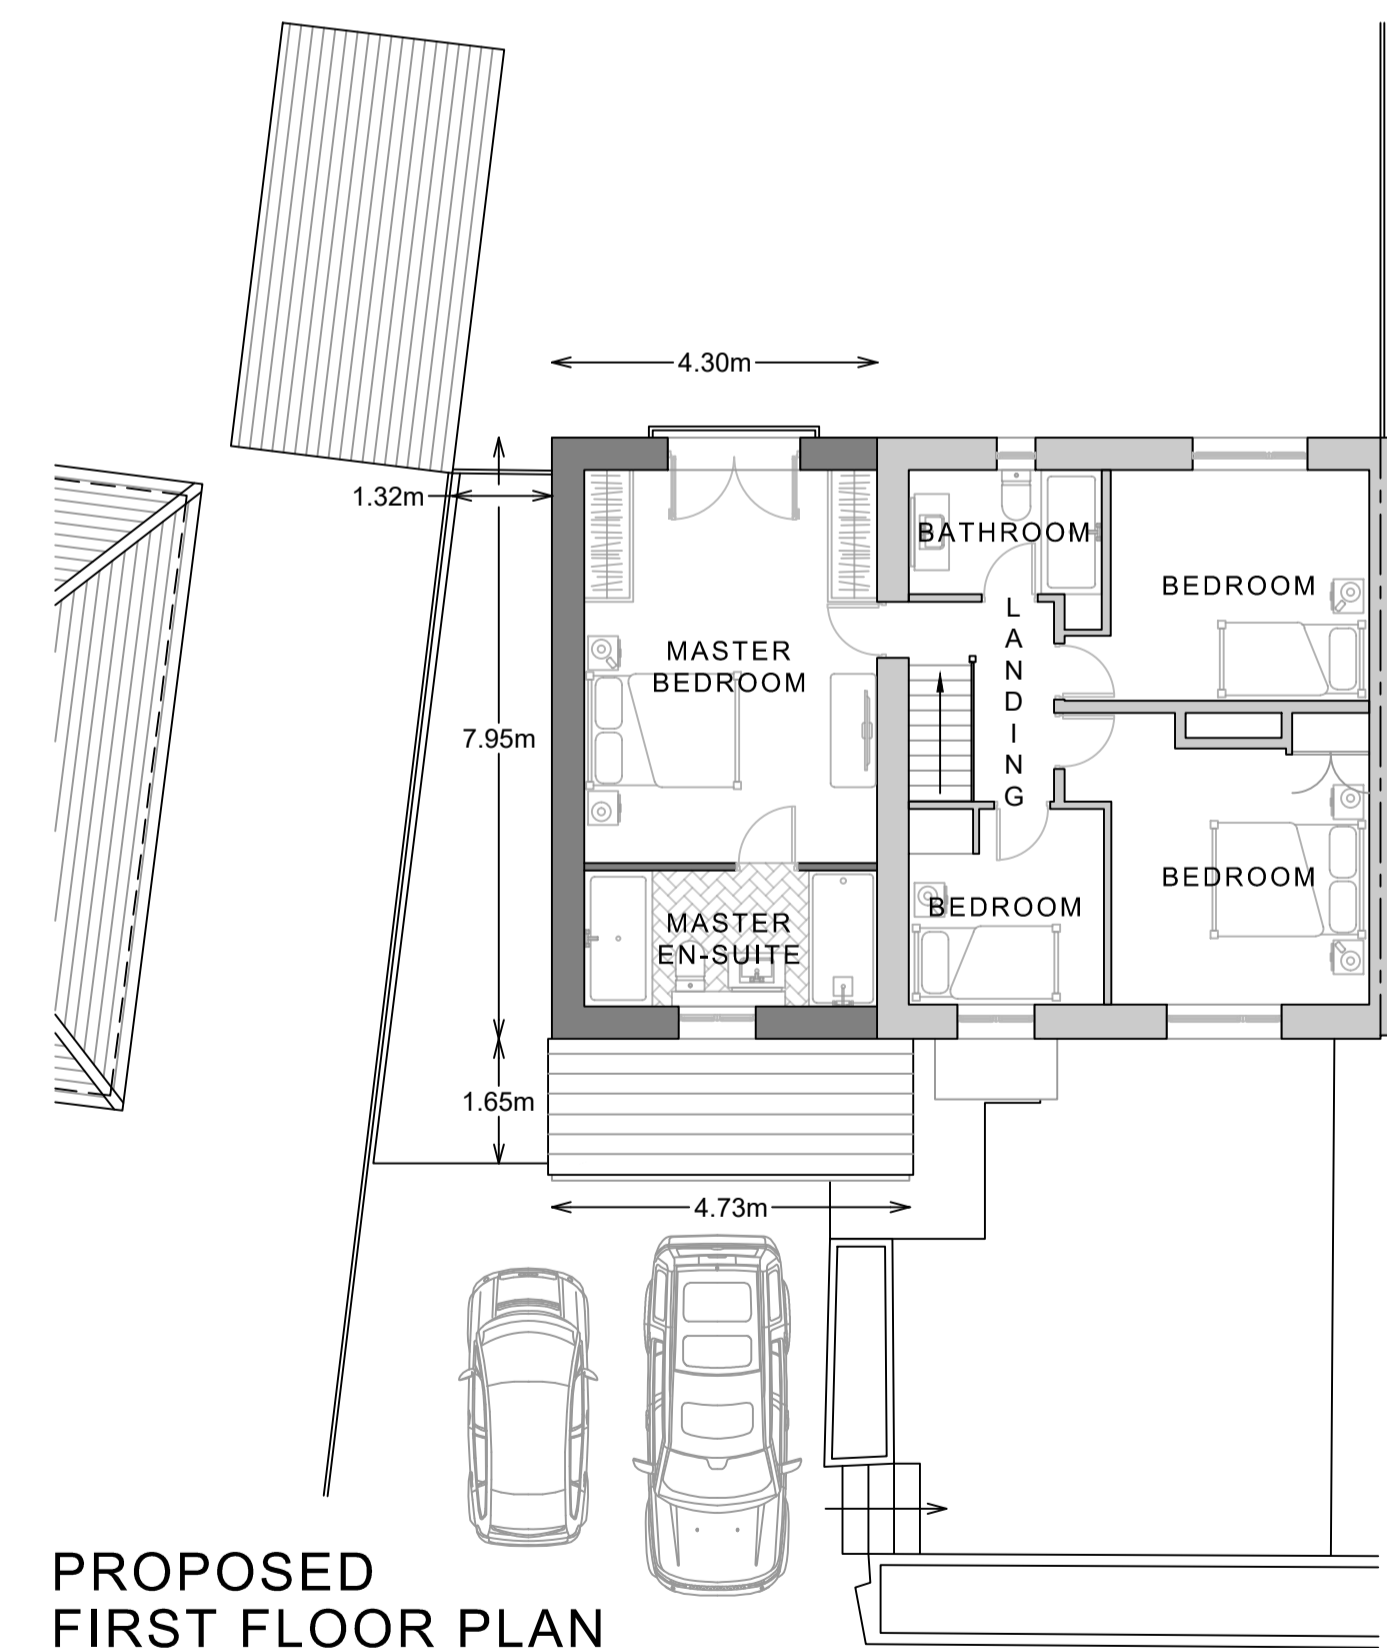 4.30m
1.32m
BATHROOM
BEDROOM
LANDING
MASTER
BEDROOM
7.95m
BEDROOM
BEDROOM
MASTER
EN-SUITE
1.65m
4.73m
PROPOSED
FIRST FLOOR PLAN